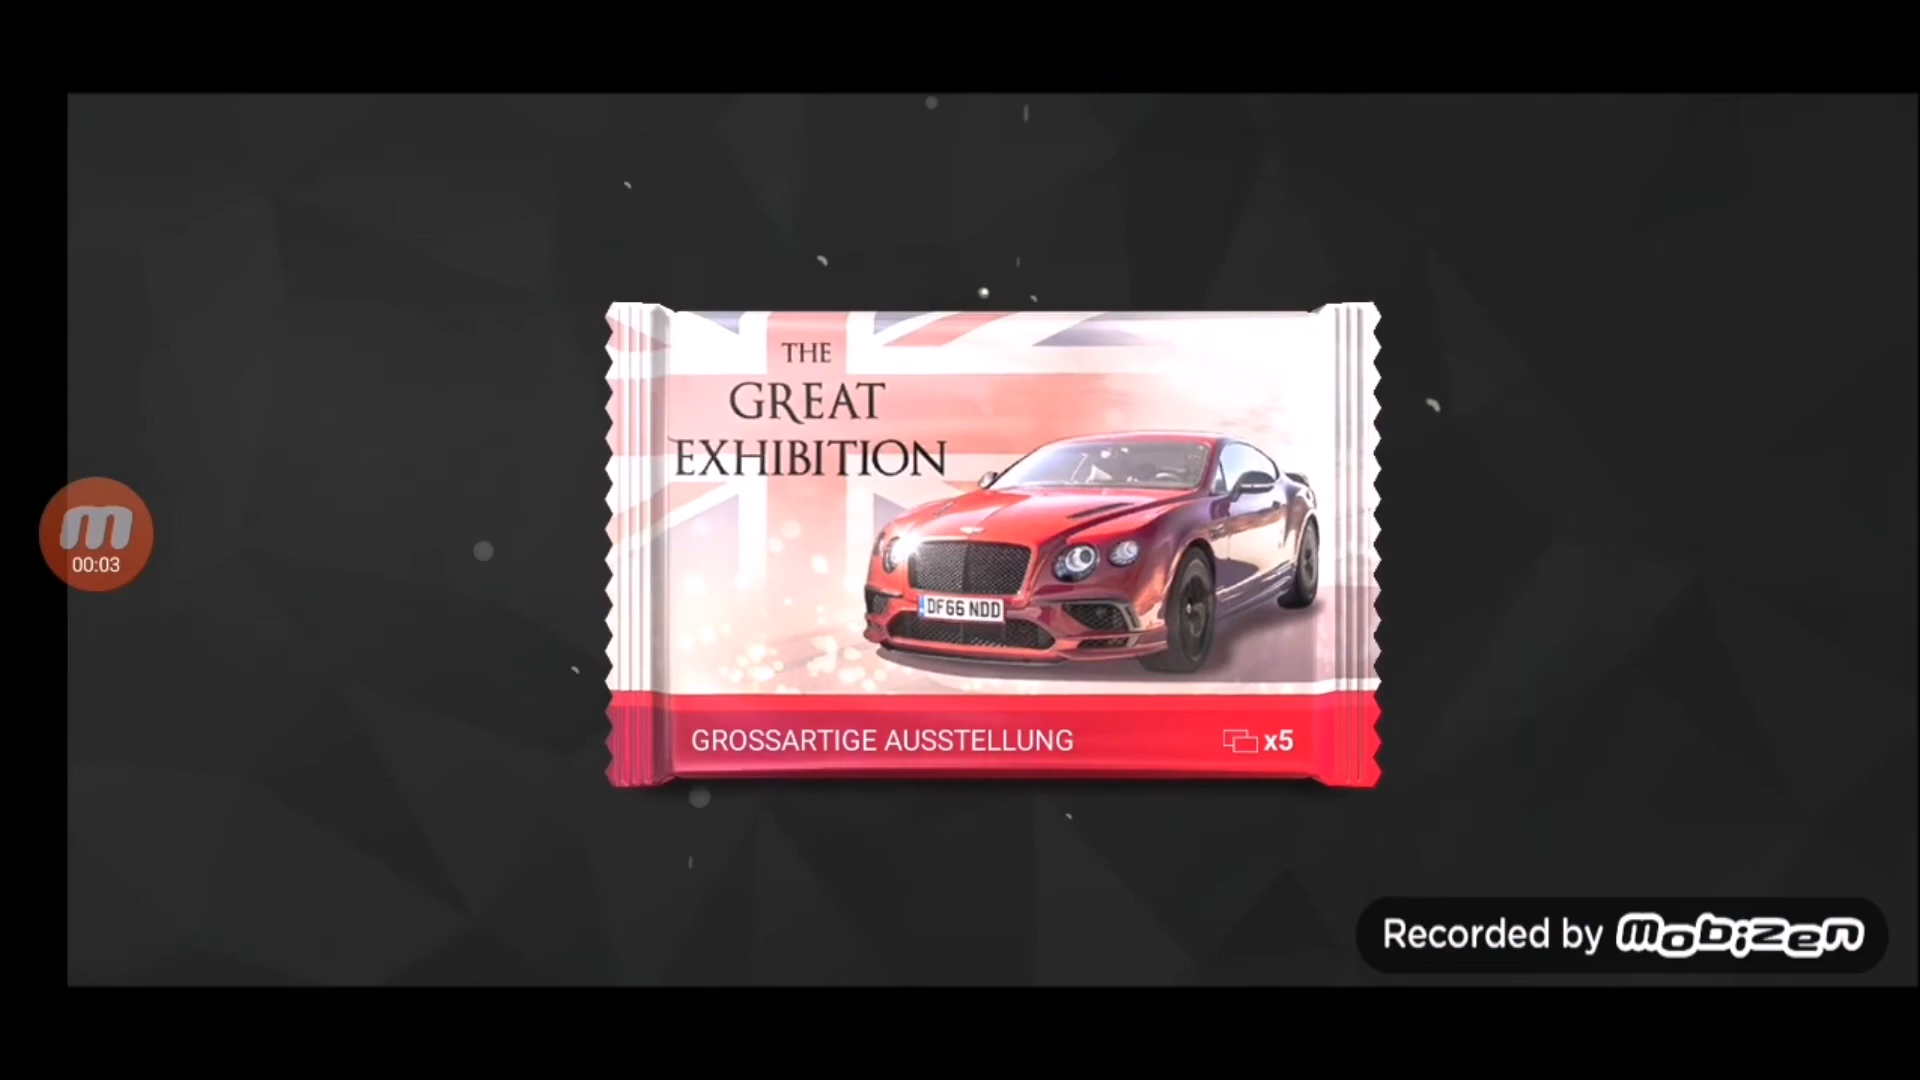 THE
GREAT
EXHIBITION
DF66 NDD
GROSSARTIGE AUSSTELLUNG
x5
m
00:03
Recorded by mobizen